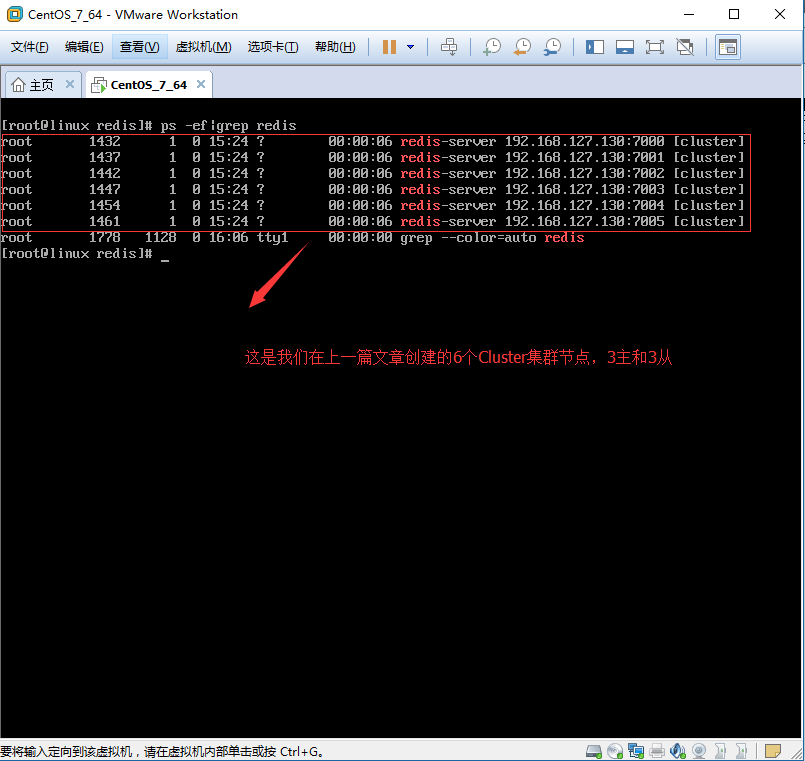 CentOS_7_64 - VMware Workstation
文件(F) 编辑(E) 查看(V) 虚拟机(M) 选项卡(T) 帮助(H)
主页 CentOS_7_64
[root@linux redis]# ps -ef|grep redis
root 1432 1 0 15:24 ? 00:00:06 redis-server 192.168.127.130:7000 [cluster]
root 1437 1 0 15:24 ? 00:00:06 redis-server 192.168.127.130:7001 [cluster]
root 1442 1 0 15:24 ? 00:00:06 redis-server 192.168.127.130:7002 [cluster]
root 1447 1 0 15:24 ? 00:00:06 redis-server 192.168.127.130:7003 [cluster]
root 1454 1 0 15:24 ? 00:00:06 redis-server 192.168.127.130:7004 [cluster]
root 1461 1 0 15:24 ? 00:00:06 redis-server 192.168.127.130:7005 [cluster]
root 1778 1128 0 16:06 tty1 00:00:00 grep --color=auto redis
[root@linux redis]# _
这是我们在上一篇文章创建的6个Cluster集群节点，3主和3从
要将输入定向到该虚拟机，请在虚拟机内部单击或按 Ctrl+G。